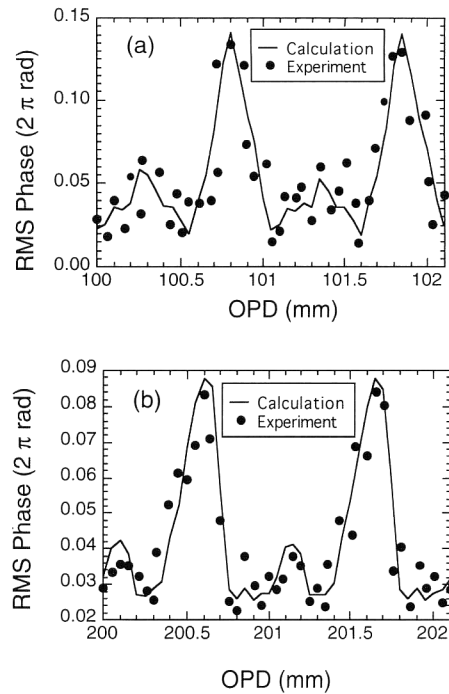 (a)
Calculation
Experiment
RMS Phase (2 π rad)
0.15
0.10
0.05
0.00
100
100.5
101
101.5
102
OPD (mm)
(b)
Calculation
Experiment
RMS Phase (2 π rad)
0.09
0.08
0.07
0.06
0.05
0.04
0.03
0.02
200
200.5
201
201.5
202
OPD (mm)